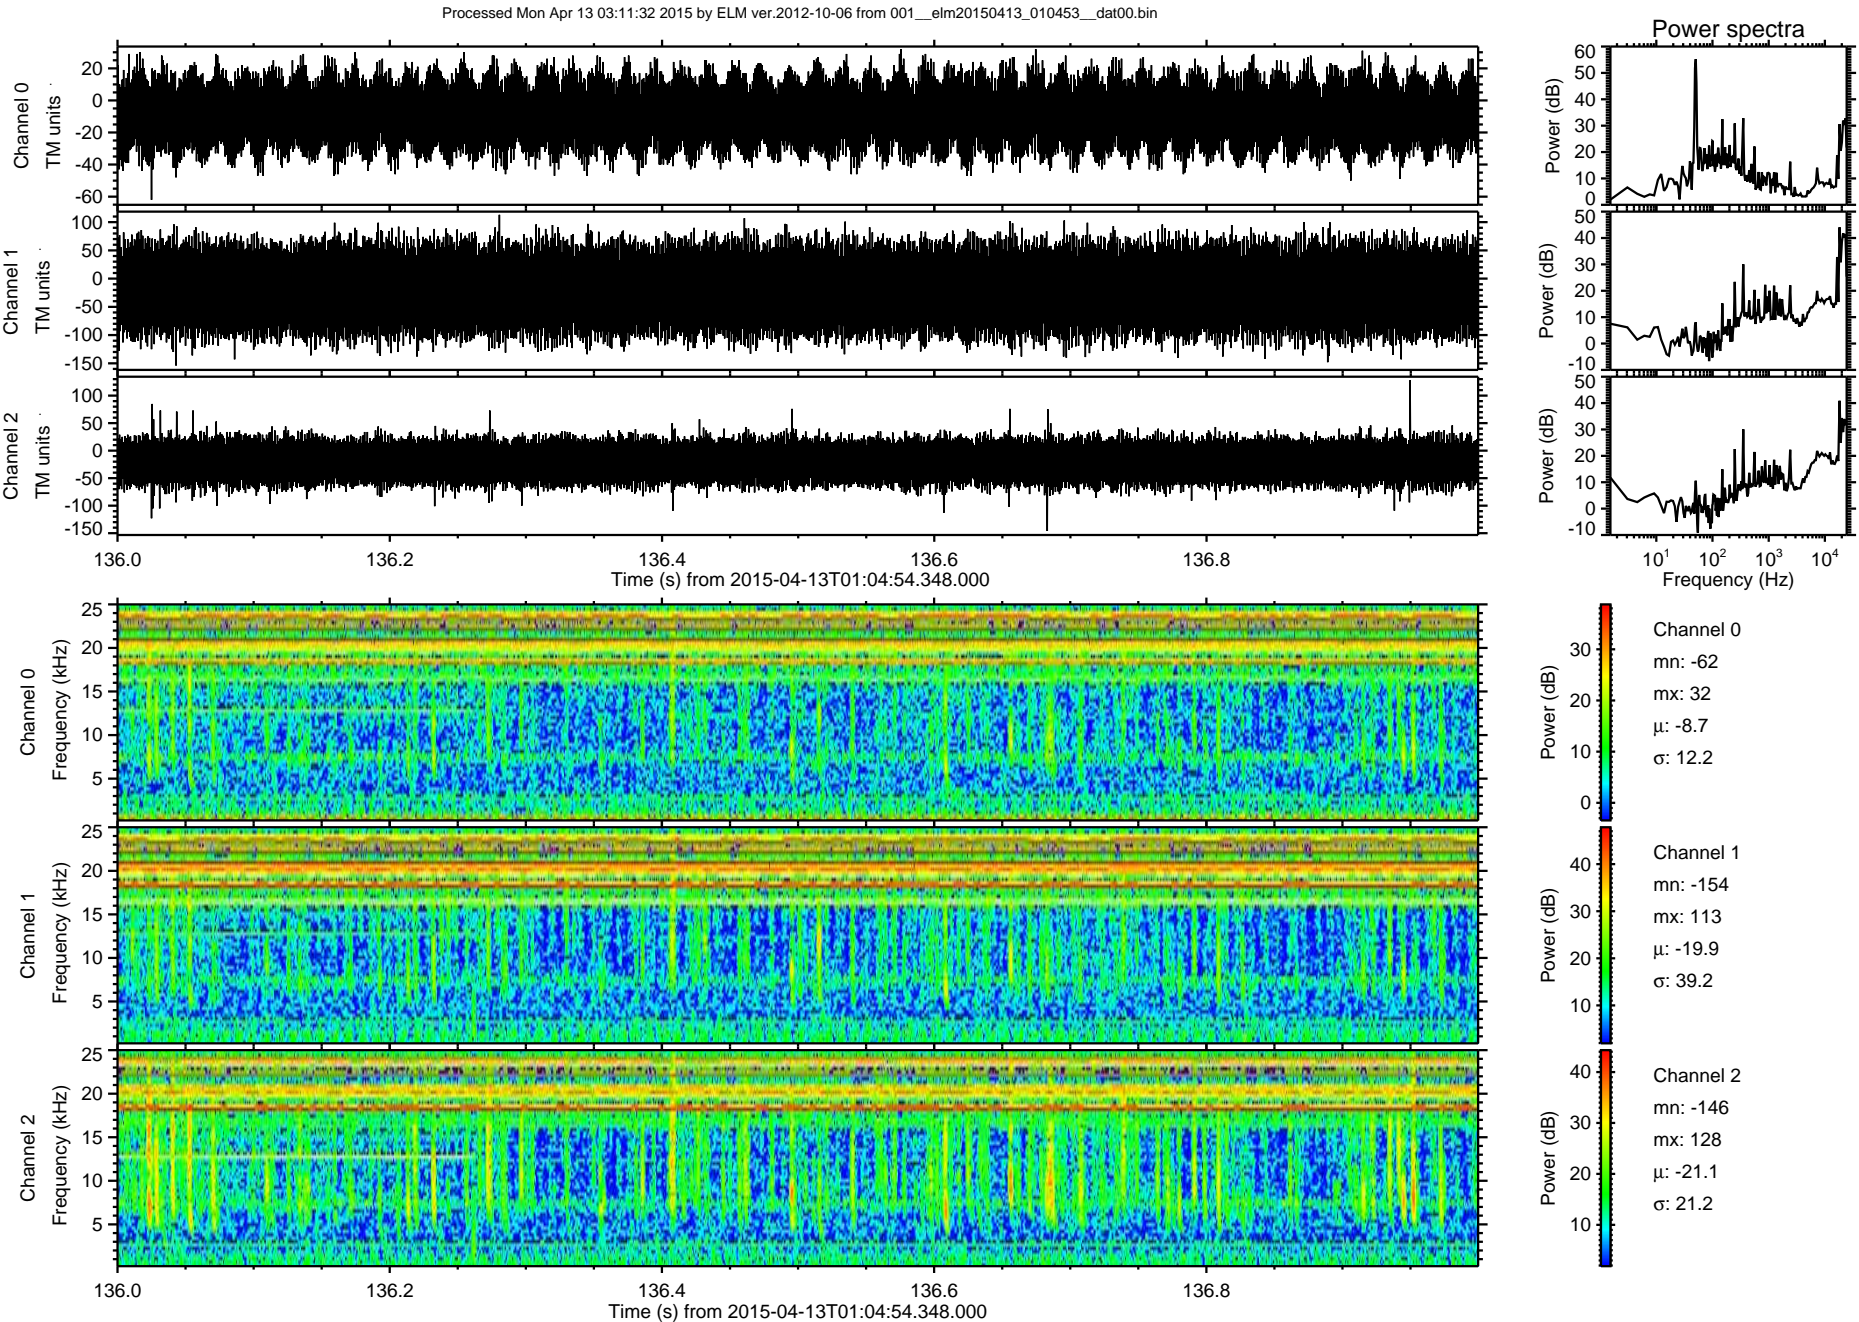 Processed Mon Apr 13 03:11:32 2015 by ELM ver.2012-10-06 from 001__elm20150413_010453__dat00.bin
Power spectra
Channel 0
TM units
20
0
-20
-40
-60
Power (dB)
60
50
40
30
20
10
0
Channel 1
TM units
100
50
0
-50
-100
-150
Power (dB)
50
40
30
20
10
0
-10
Channel 2
TM units
100
50
0
-50
-100
-150
Power (dB)
50
40
30
20
10
0
-10
136.0 136.2 136.4 136.6 136.8
Time (s) from 2015-04-13T01:04:54.348.000
10¹ 10² 10³ 10⁴
Frequency (Hz)
Channel 0
Frequency (kHz)
25
20
15
10
5
Power (dB)
30
20
10
0
Channel 0
mn: -62
mx: 32
μ: -8.7
σ: 12.2
Channel 1
Frequency (kHz)
25
20
15
10
5
Power (dB)
40
30
20
10
Channel 1
mn: -154
mx: 113
μ: -19.9
σ: 39.2
Channel 2
Frequency (kHz)
25
20
15
10
5
Power (dB)
40
30
20
10
Channel 2
mn: -146
mx: 128
μ: -21.1
σ: 21.2
136.0 136.2 136.4 136.6 136.8
Time (s) from 2015-04-13T01:04:54.348.000